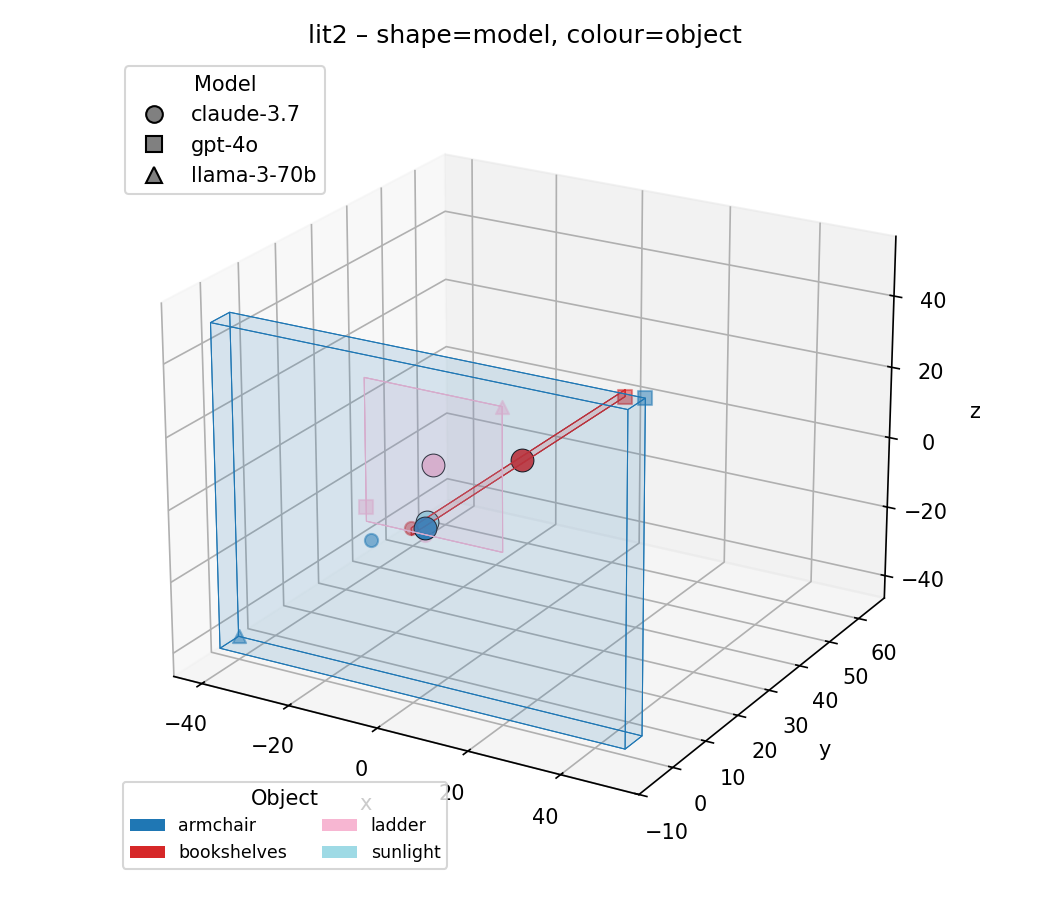 lit2 – shape=model, colour=object
Model
claude-3.7
gpt-4o
llama-3-70b
40
20
0
−20
−40
z
60
50
40
30
20
10
0
−10
y
−40
−20
0
20
40
x
Object
armchair
bookshelves
ladder
sunlight